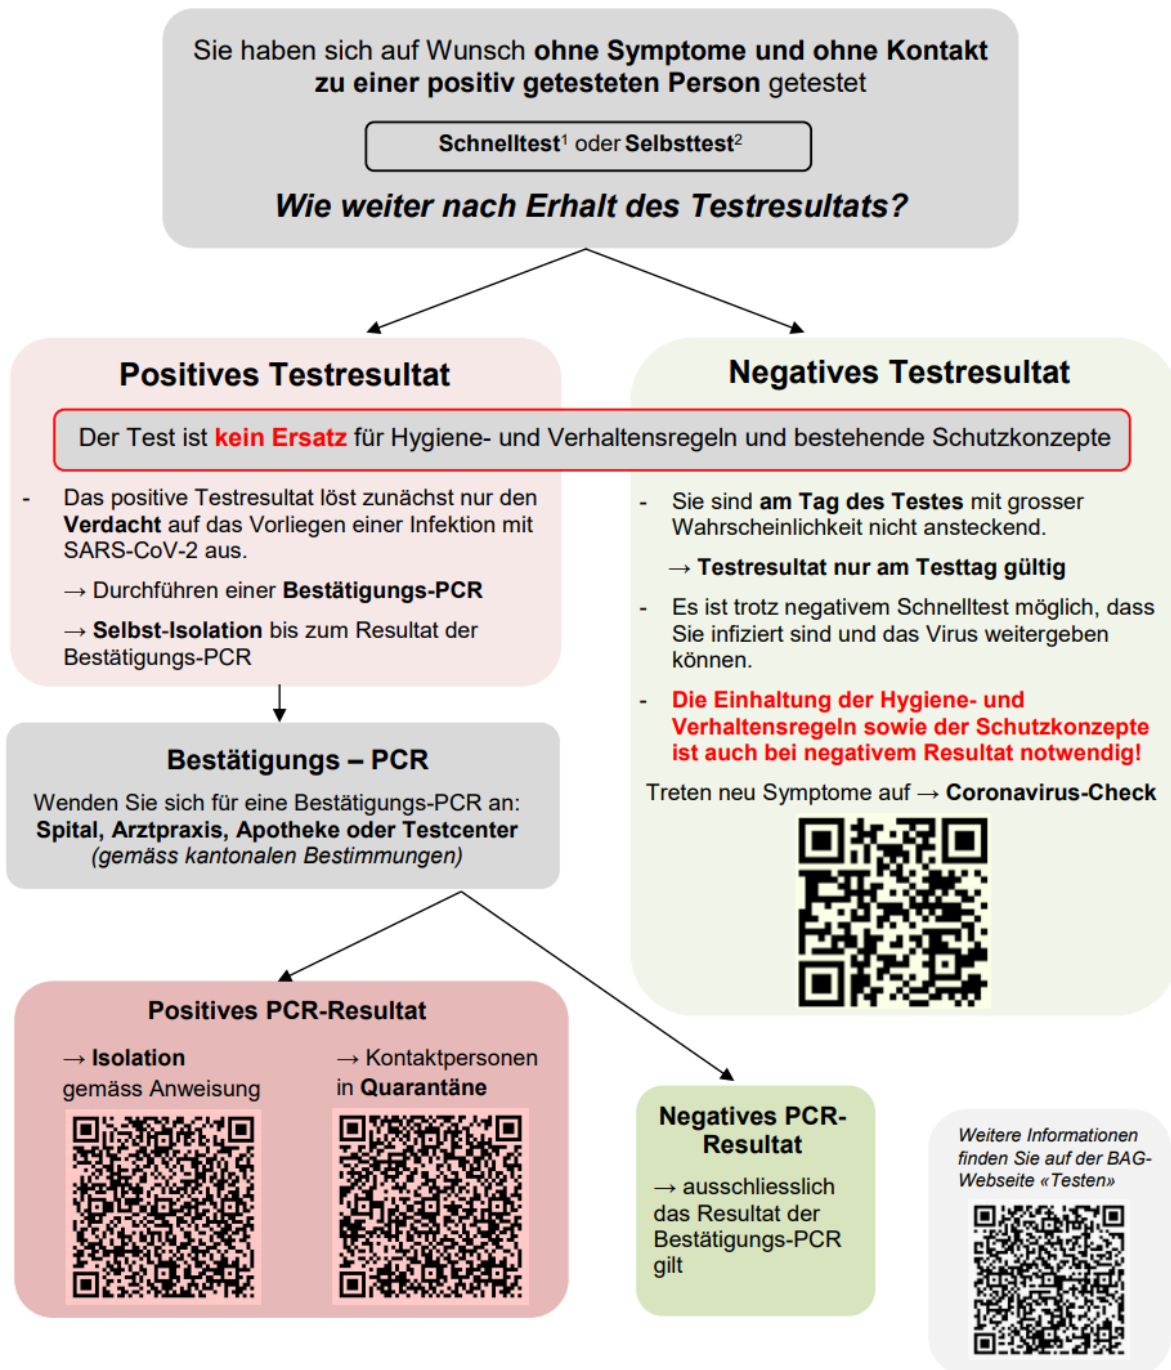 Sie haben sich auf Wunsch ohne Symptome und ohne Kontakt
zu einer positiv getesteten Person getestet
Schnelltest¹ oder Selbsttest²
Wie weiter nach Erhalt des Testresultats?
Positives Testresultat
Negatives Testresultat
Der Test ist kein Ersatz für Hygiene- und Verhaltensregeln und bestehende Schutzkonzepte
- Das positive Testresultat löst zunächst nur den
Verdacht auf das Vorliegen einer Infektion mit
SARS-CoV-2 aus.
→ Durchführen einer Bestätigungs-PCR
→ Selbst-Isolation bis zum Resultat der
Bestätigungs-PCR
- Sie sind am Tag des Testes mit grosser
Wahrscheinlichkeit nicht ansteckend.
→ Testresultat nur am Testtag gültig
- Es ist trotz negativem Schnelltest möglich, dass
Sie infiziert sind und das Virus weitergeben
können.
- Die Einhaltung der Hygiene- und
Verhaltensregeln sowie der Schutzkonzepte
ist auch bei negativem Resultat notwendig!
Treten neu Symptome auf → Coronavirus-Check
Bestätigungs – PCR
Wenden Sie sich für eine Bestätigungs-PCR an:
Spital, Arztpraxis, Apotheke oder Testcenter
(gemäss kantonalen Bestimmungen)
Positives PCR-Resultat
→ Isolation
gemäss Anweisung
→ Kontaktpersonen
in Quarantäne
Negatives PCR-
Resultat
→ ausschliesslich
das Resultat der
Bestätigungs-PCR
gilt
Weitere Informationen
finden Sie auf der BAG-
Webseite «Testen»